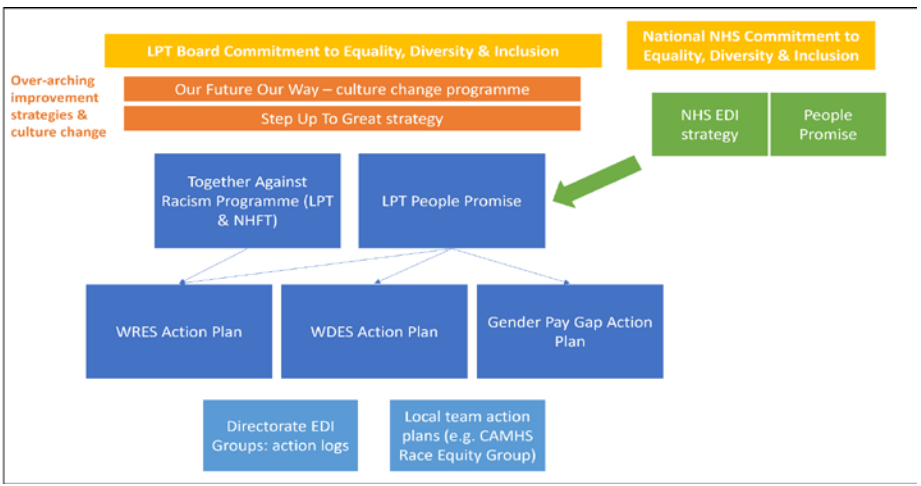 LPT Board Commitment to Equality, Diversity & Inclusion
National NHS Commitment to
Equality, Diversity & Inclusion
Over-arching
improvement
strategies &
culture change
Our Future Our Way – culture change programme
Step Up To Great strategy
NHS EDI
strategy
People
Promise
Together Against
Racism Programme (LPT
& NHFT)
LPT People Promise
WRES Action Plan
WDES Action Plan
Gender Pay Gap Action
Plan
Directorate EDI
Groups: action logs
Local team action
plans (e.g. CAMHS
Race Equity Group)